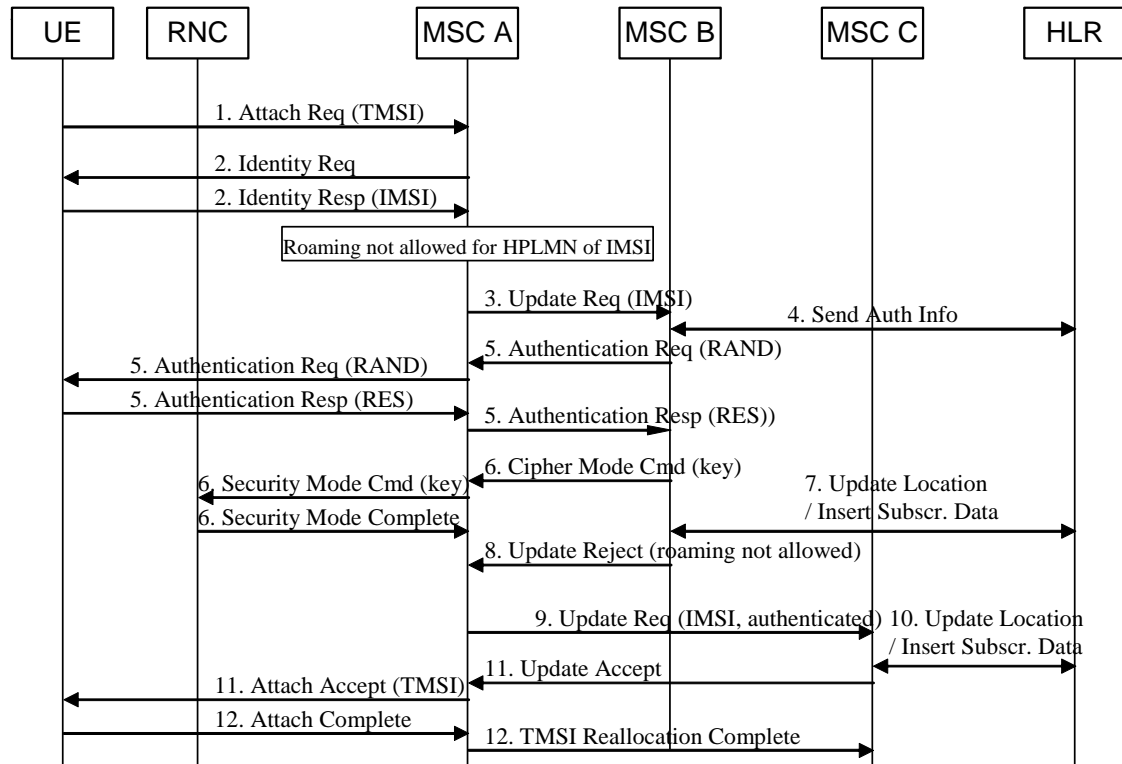 UE RNC MSC A MSC B MSC C HLR
1. Attach Req (TMSI)
2. Identity Req
2. Identity Resp (IMSI)
Roaming not allowed for HPLMN of IMSI
3. Update Req (IMSI)
4. Send Auth Info
5. Authentication Req (RAND)
5. Authentication Req (RAND)
5. Authentication Resp (RES)
5. Authentication Resp (RES))
6. Cipher Mode Cmd (key)
6. Security Mode Cmd (key)
7. Update Location
/ Insert Subscr. Data
6. Security Mode Complete
8. Update Reject (roaming not allowed)
9. Update Req (IMSI, authenticated)
10. Update Location
/ Insert Subscr. Data
11. Update Accept
11. Attach Accept (TMSI)
12. Attach Complete
12. TMSI Reallocation Complete